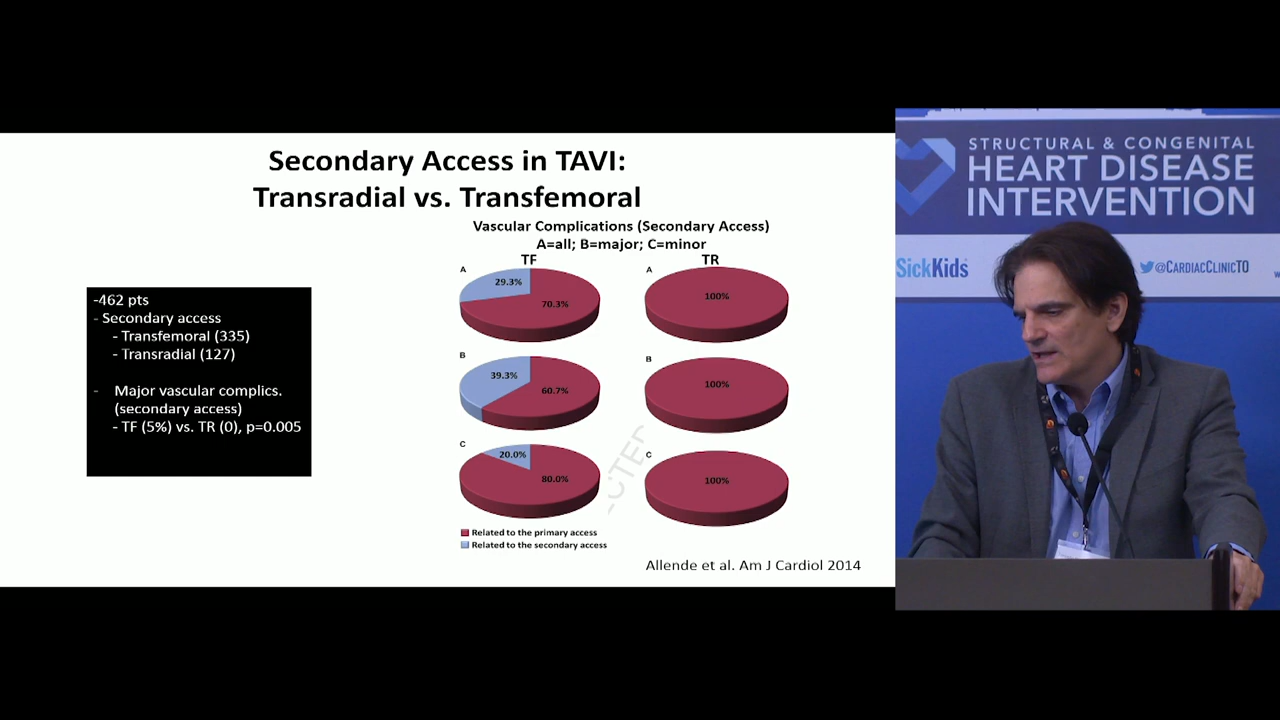 Secondary Access in TAVI:
Transradial vs. Transfemoral
Vascular Complications (Secondary Access)
A=all; B=major; C=minor
TF
TR
-462 pts
- Secondary access
- Transfemoral (335)
- Transradial (127)
- Major vascular complics.
(secondary access)
- TF (5%) vs. TR (0), p=0.005
A
29.3%
70.3%
A
100%
B
39.3%
60.7%
B
100%
C
20.0%
80.0%
C
100%
Related to the primary access
Related to the secondary access
Allende et al. Am J Cardiol 2014
STRUCTURAL & CONGENITAL
HEART DISEASE
INTERVENTION
SickKids
@CARDIACCLINICTO